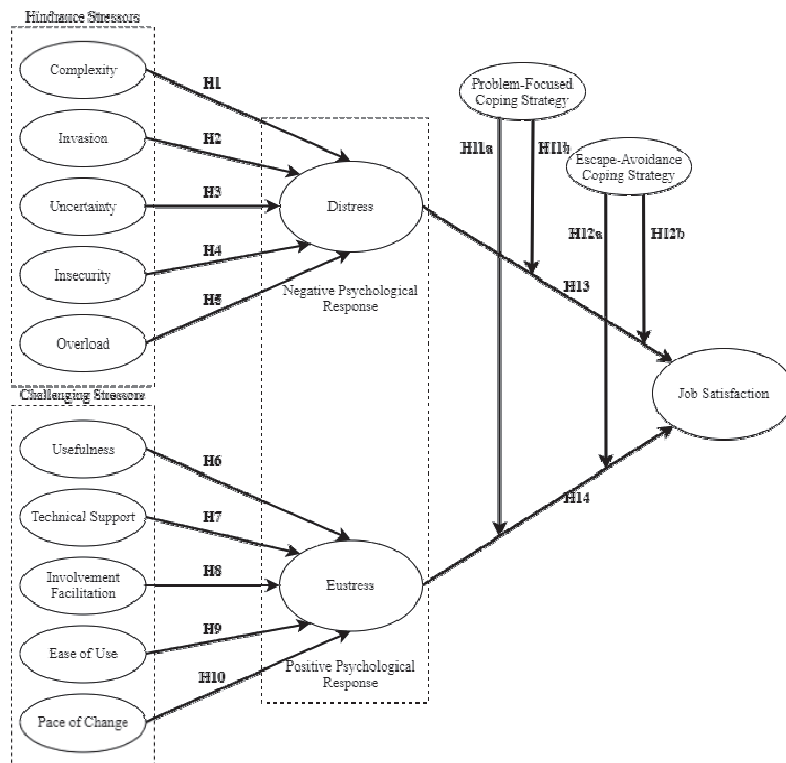 Hindrance Stressors
Complexity
Invasion
Uncertainty
Insecurity
Overload
H1
H2
H3
H4
H5
Distress
Negative Psychological
Response
Challenging Stressors
Usefulness
Technical Support
Involvement
Facilitation
Ease of Use
Pace of Change
H6
H7
H8
H9
H10
Eustress
Positive Psychological
Response
Problem-Focused
Coping Strategy
H11a
H11b
Escape-Avoidance
Coping Strategy
H12a
H12b
H13
H14
Job Satisfaction